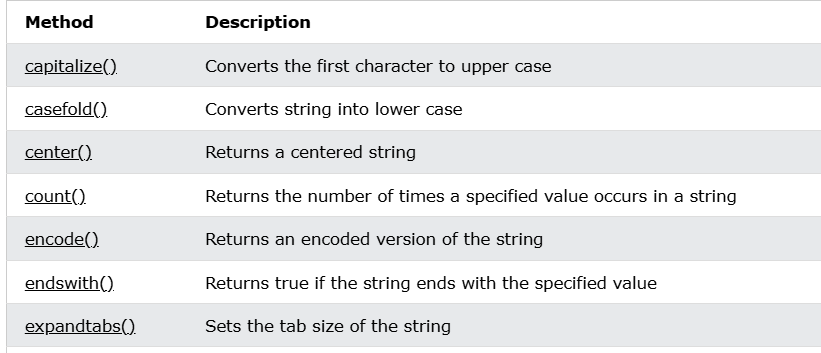 Method Description
capitalize() Converts the first character to upper case
casefold() Converts string into lower case
center() Returns a centered string
count() Returns the number of times a specified value occurs in a string
encode() Returns an encoded version of the string
endswith() Returns true if the string ends with the specified value
expandtabs() Sets the tab size of the string